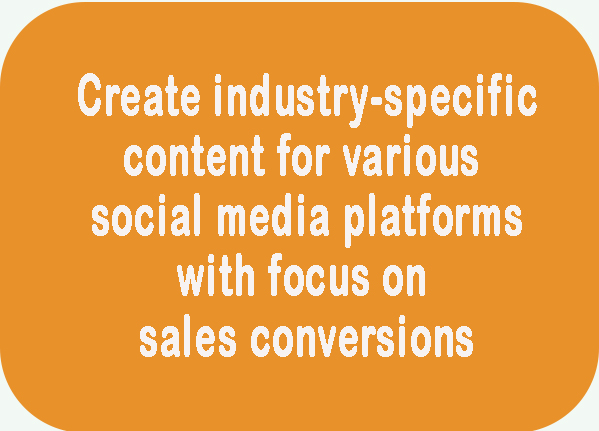 Create industry-specific
content for various
social media platforms
with focus on
sales conversions